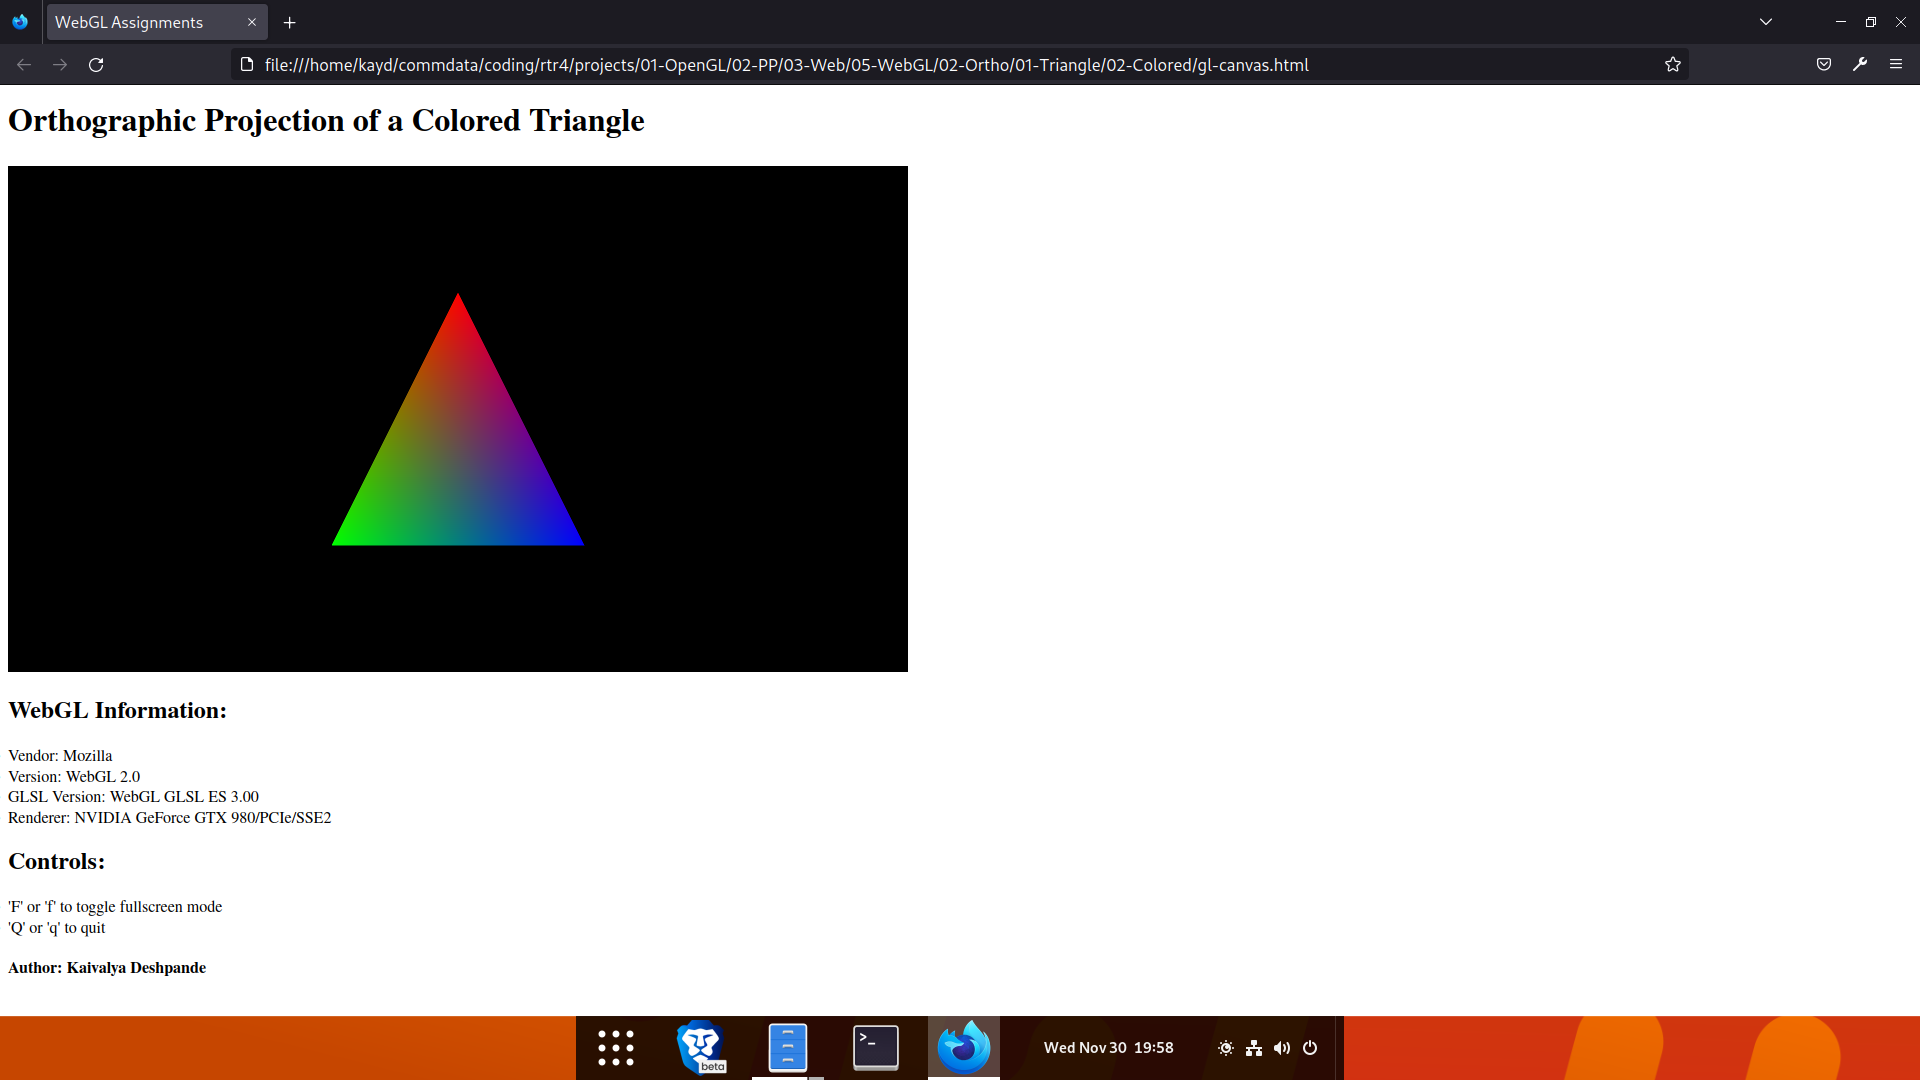 WebGL Assignments
file:///home/kayd/commdata/coding/rtr4/projects/01-OpenGL/02-PP/03-Web/05-WebGL/02-Ortho/01-Triangle/02-Colored/gl-canvas.html
Orthographic Projection of a Colored Triangle
WebGL Information:
Vendor: Mozilla
Version: WebGL 2.0
GLSL Version: WebGL GLSL ES 3.00
Renderer: NVIDIA GeForce GTX 980/PCIe/SSE2
Controls:
'F' or 'f' to toggle fullscreen mode
'Q' or 'q' to quit
Author: Kaivalya Deshpande
beta
>_
Wed Nov 30 19:58